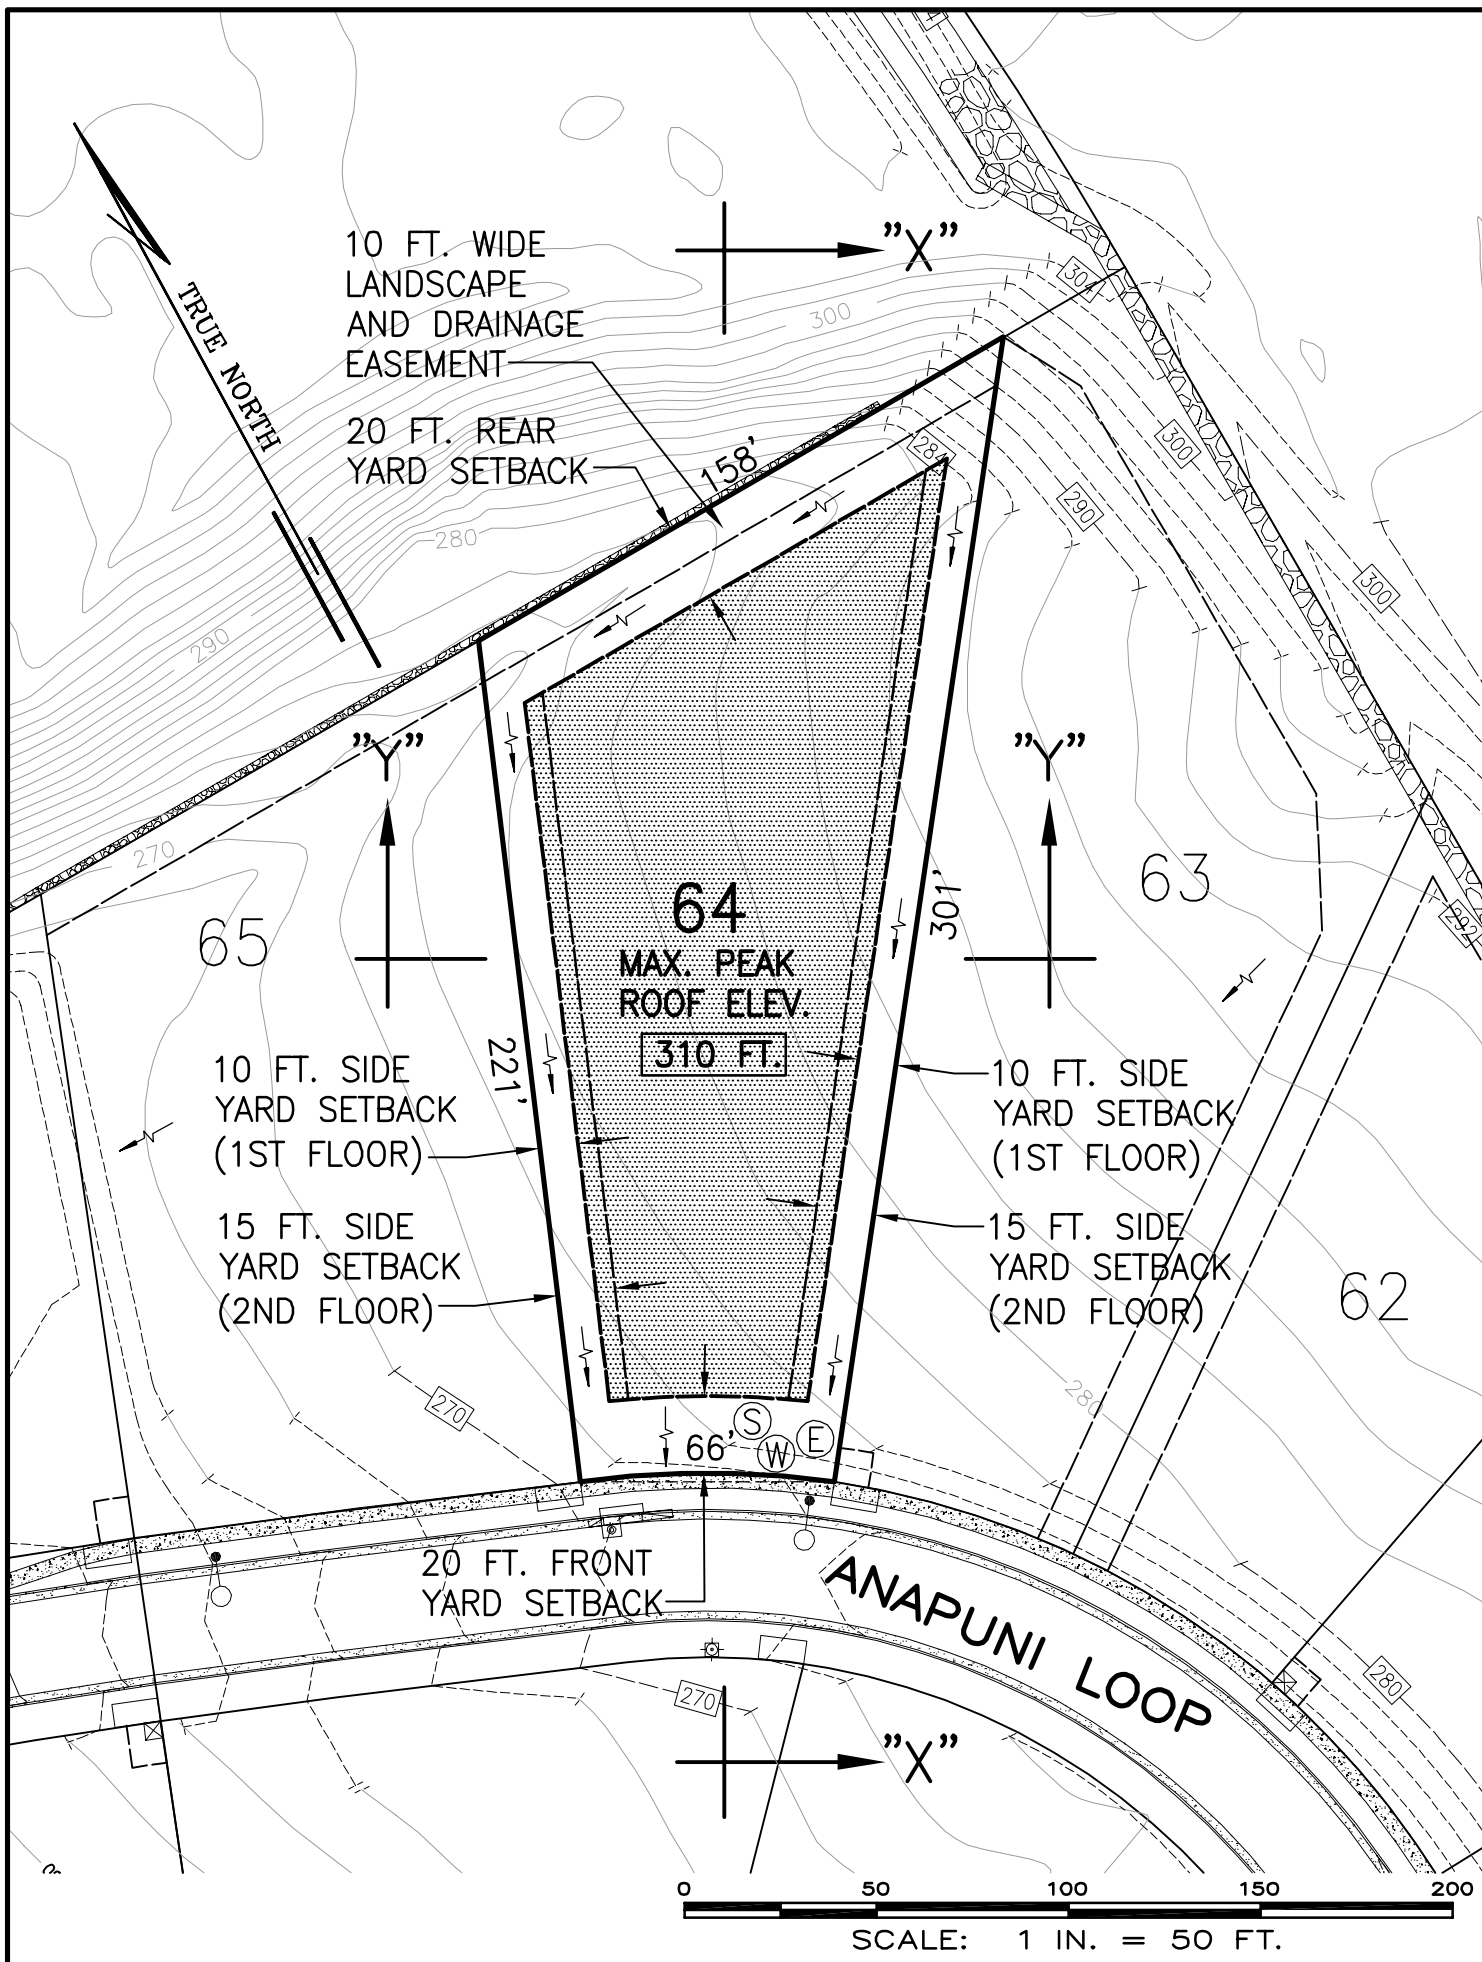 "X"
10 FT. WIDE
LANDSCAPE
AND DRAINAGE
EASEMENT
TRUE NORTH
304
300
20 FT. REAR
YARD SETBACK
158'
284
300
290
280
300
290
"Y"
"Y"
270
65
64
63
MAX. PEAK
ROOF ELEV.
310 FT.
301'
292
221'
10 FT. SIDE
YARD SETBACK
(1ST FLOOR)
10 FT. SIDE
YARD SETBACK
(1ST FLOOR)
15 FT. SIDE
YARD SETBACK
(2ND FLOOR)
15 FT. SIDE
YARD SETBACK
(2ND FLOOR)
62
280
270
S
W
E
66'
20 FT. FRONT
YARD SETBACK
ANAPUNI LOOP
280
270
"X"
0 50 100 150 200
SCALE: 1 IN. = 50 FT.